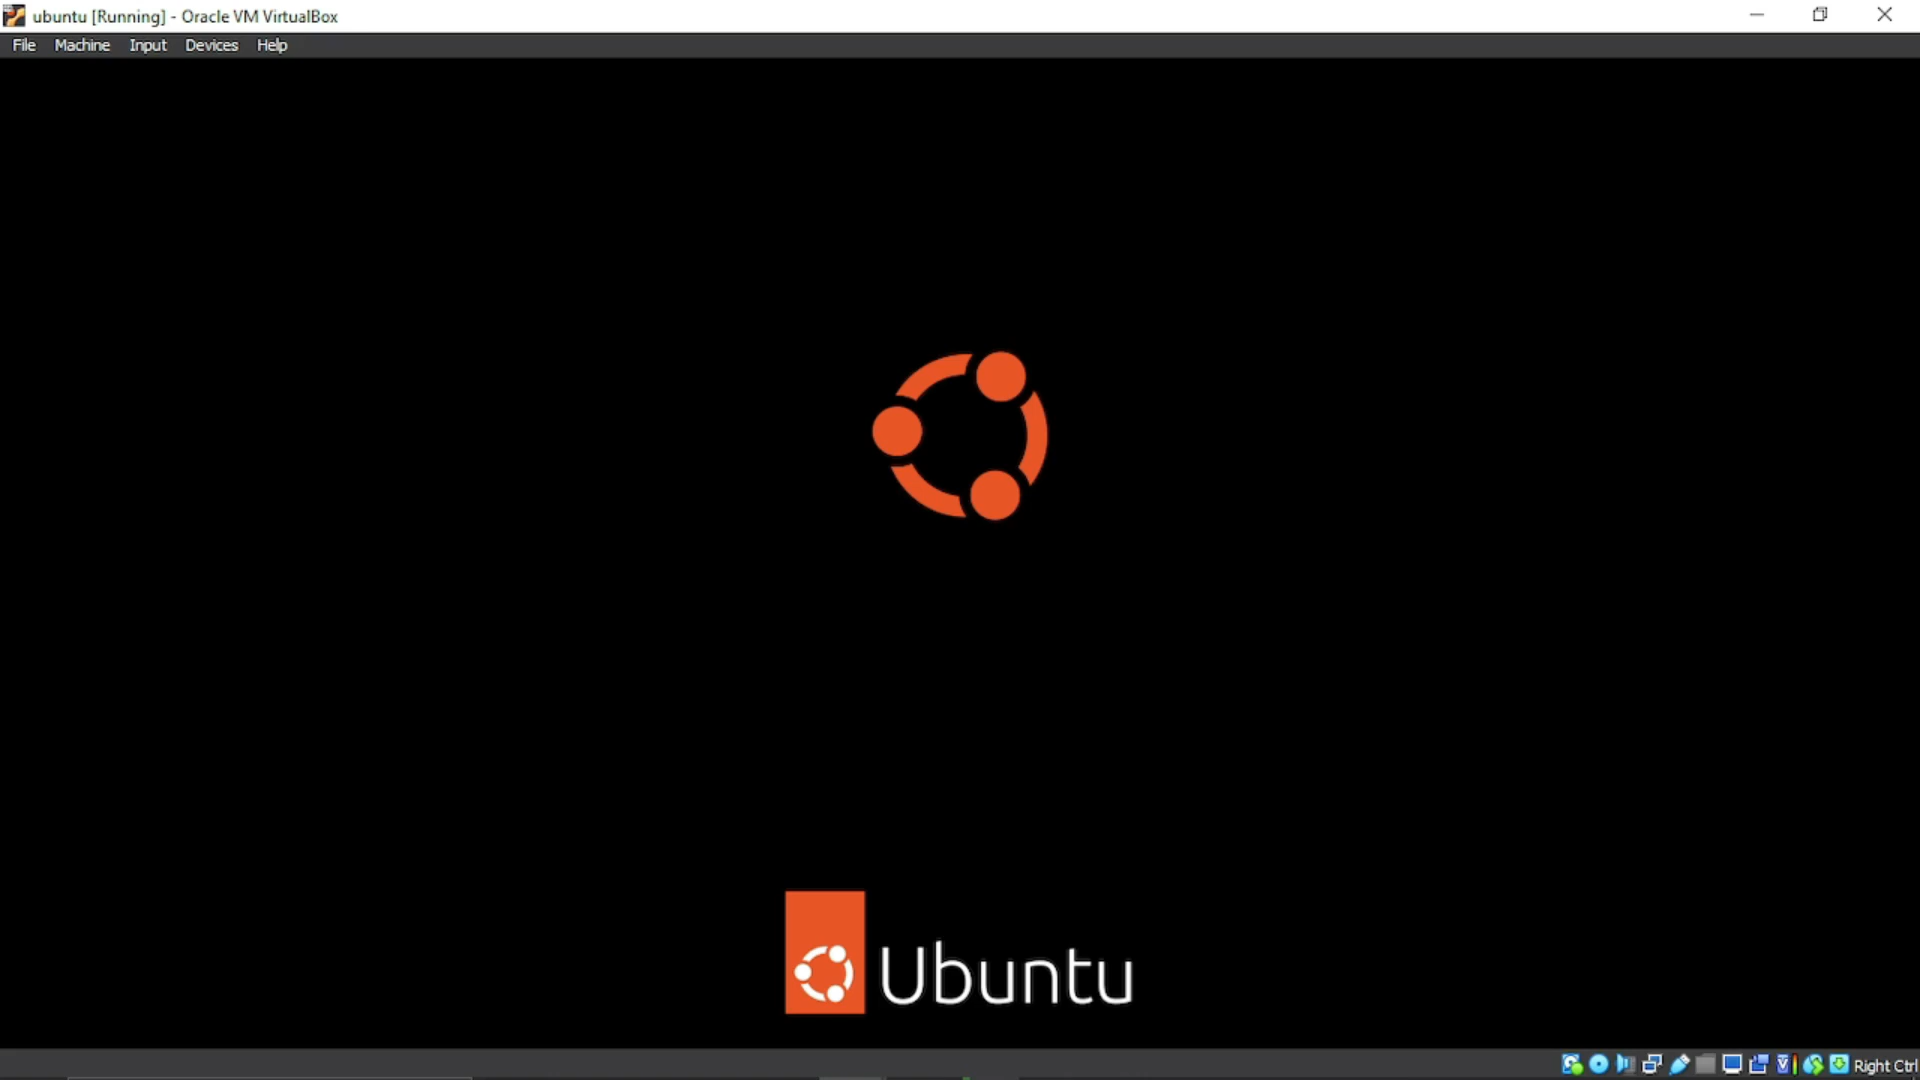 ubuntu [Running] - Oracle VM VirtualBox
File Machine Input Devices Help
Ubuntu
Right Ctrl